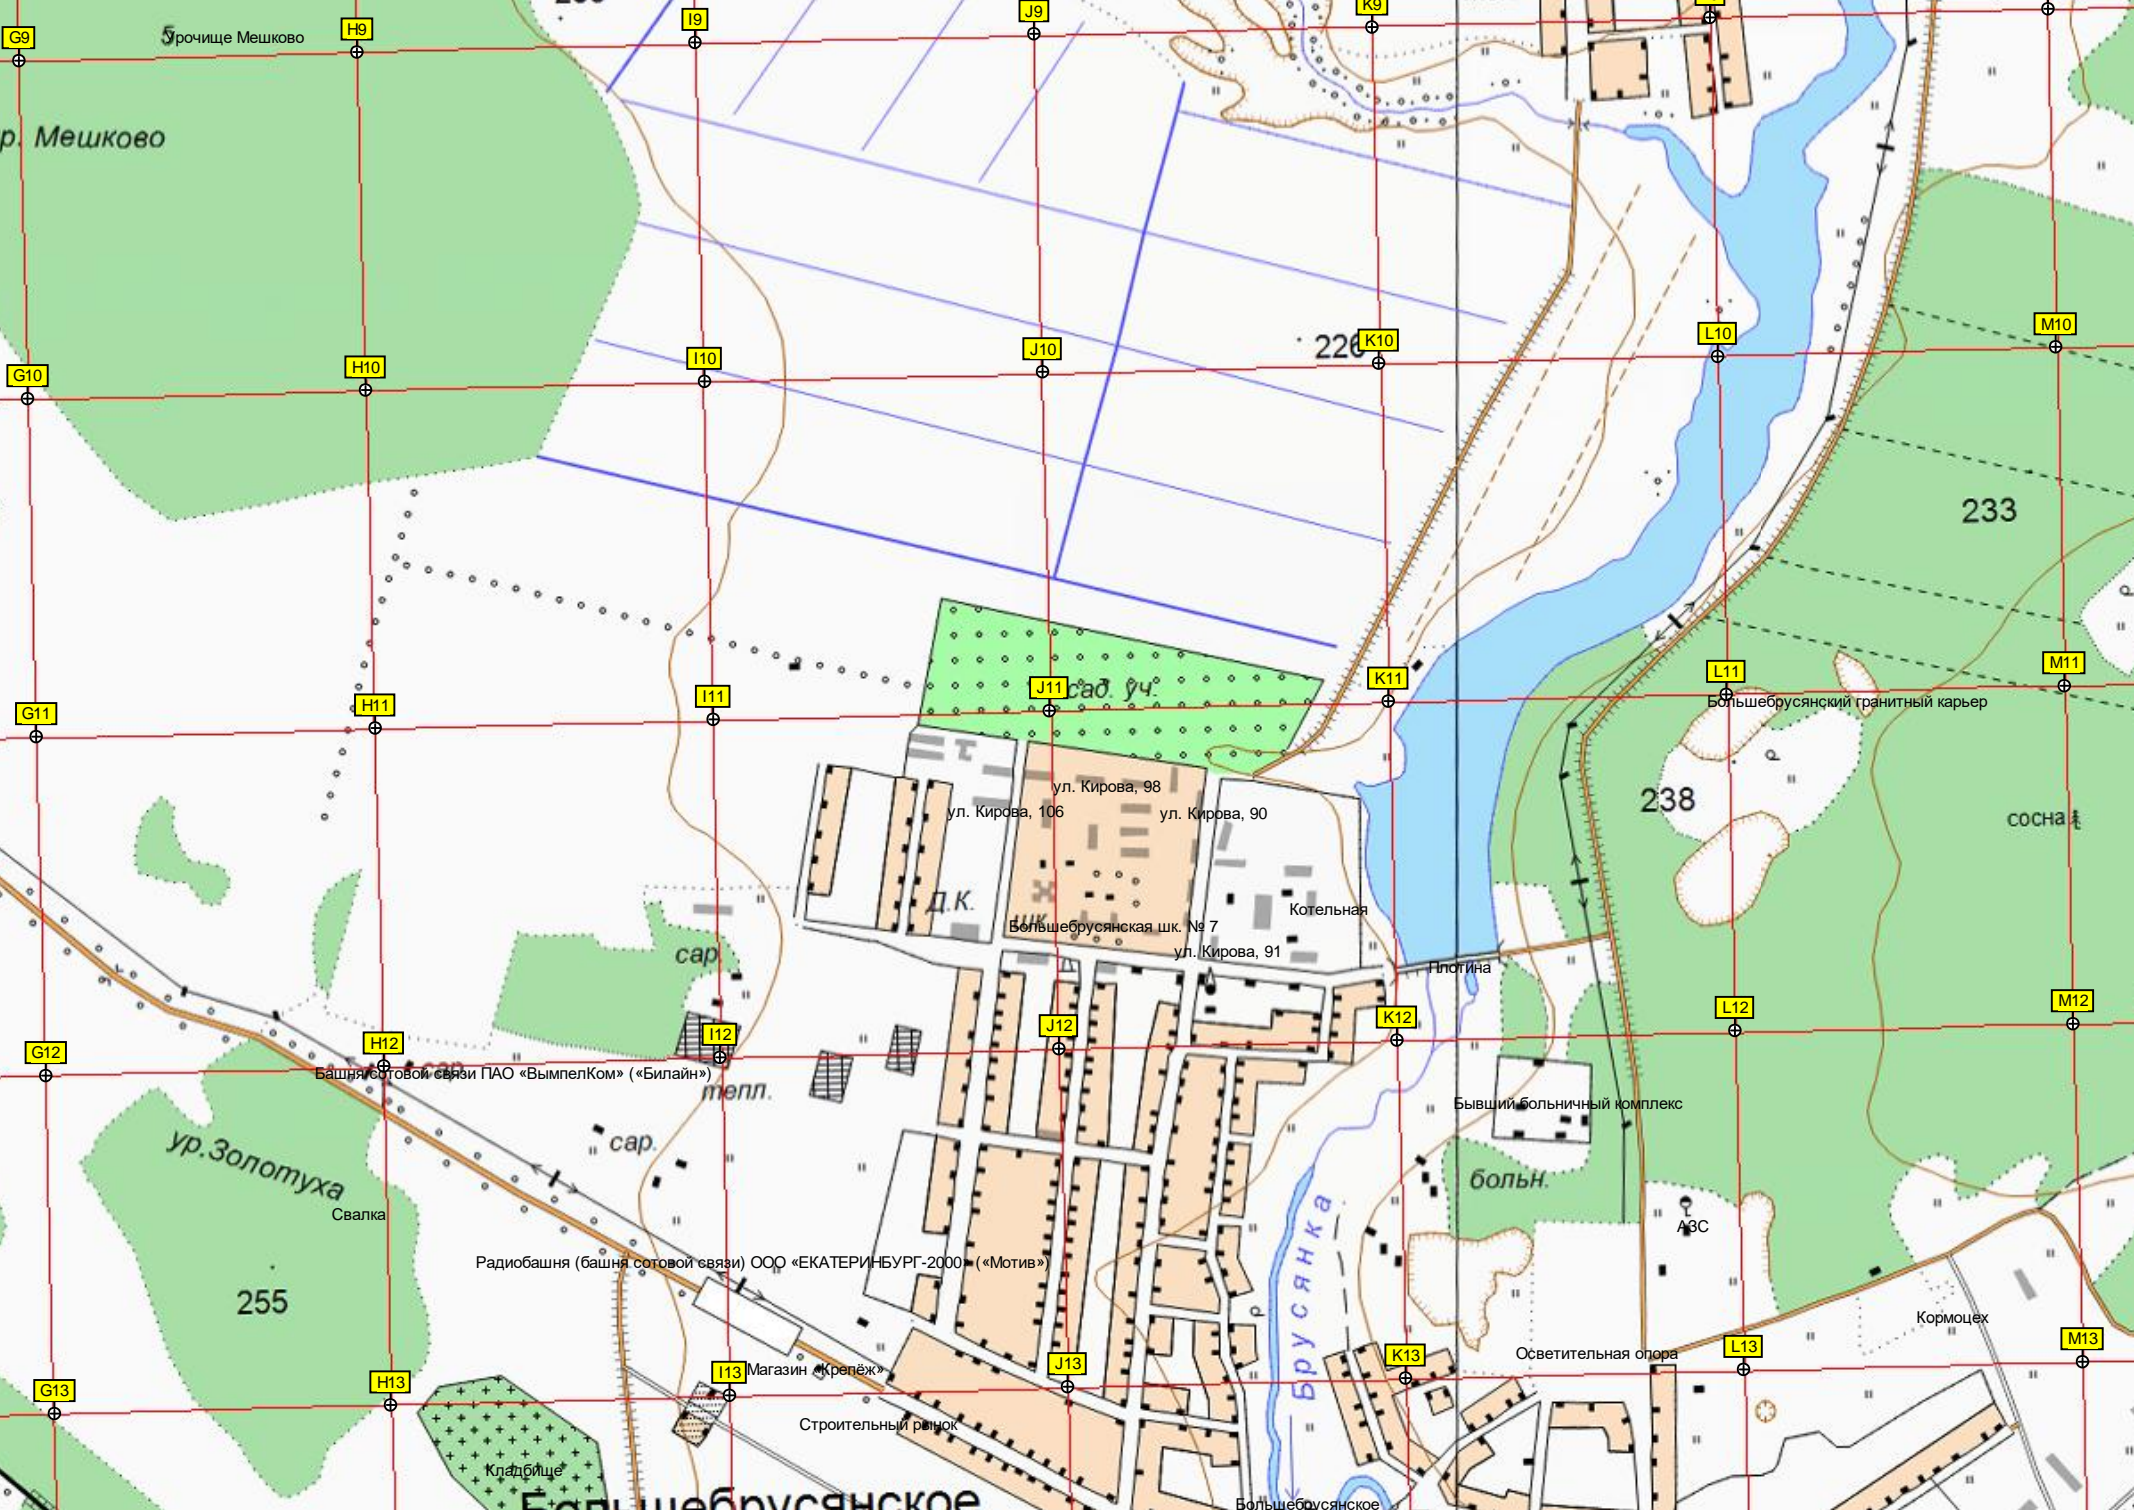 K9
J9
I9
H9
G9
Урочище Мешково
р. Мешково
M10
L10
226
K10
J10
I10
H10
G10
233
M11
L11
K11
J11
сад. уч.
I11
H11
G11
Большебрусянский гранитный карьер
238
сосна
ул. Кирова, 98
ул. Кирова, 106
ул. Кирова, 90
Д.К.
шк.
Котельная
Большебрусянская шк. № 7
ул. Кирова, 91
сар.
Плотина
M12
L12
K12
J12
I12
H12
G12
сар.
Башня сотовой связи ПАО «ВымпелКом» («Билайн»)
тепл.
Бывший больничный комплекс
сар.
ур.Золотуха
больн.
Свалка
АЗС
Радиобашня (башня сотовой связи) ООО «ЕКАТЕРИНБУРГ-2000» («Мотив»)
Брусянка
255
Кормоцех
M13
L13
Осветительная опора
K13
J13
I13
Магазин «Крепёж»
H13
G13
Строительный рынок
Кладбище
Большебрусянское
Большебрусянское